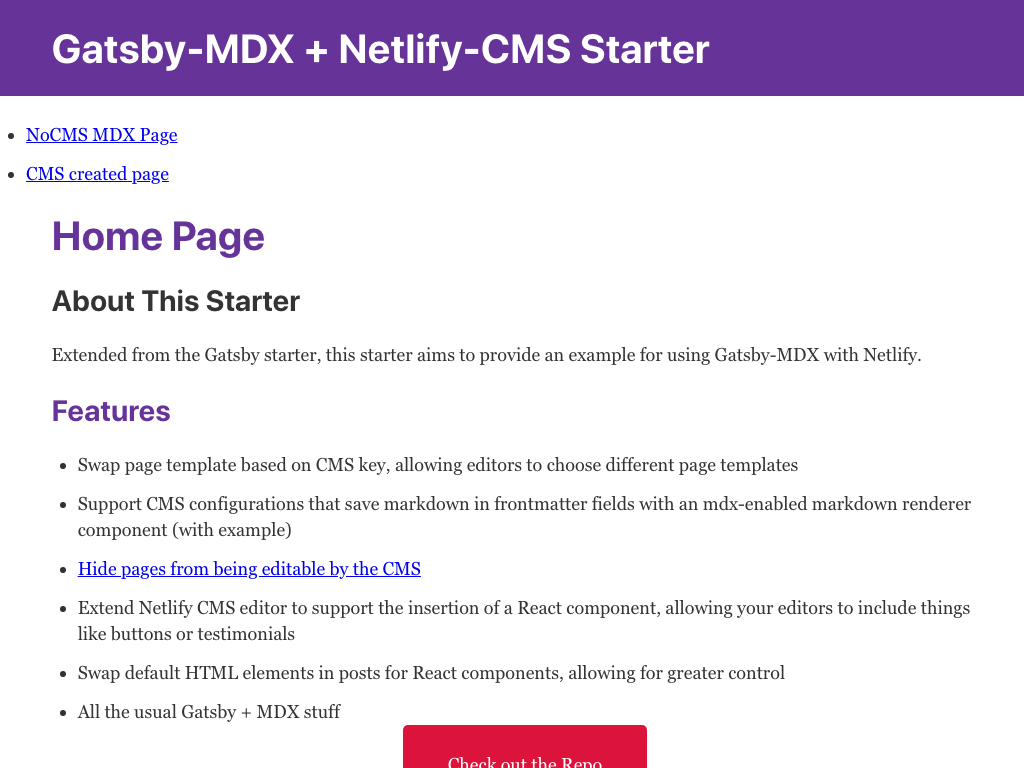 Gatsby-MDX + Netlify-CMS Starter
NoCMS MDX Page
CMS created page
Home Page
About This Starter
Extended from the Gatsby starter, this starter aims to provide an example for using Gatsby-MDX with Netlify.
Features
Swap page template based on CMS key, allowing editors to choose different page templates
Support CMS configurations that save markdown in frontmatter fields with an mdx-enabled markdown renderer
component (with example)
Hide pages from being editable by the CMS
Extend Netlify CMS editor to support the insertion of a React component, allowing your editors to include things
like buttons or testimonials
Swap default HTML elements in posts for React components, allowing for greater control
All the usual Gatsby + MDX stuff
Check out the Repo